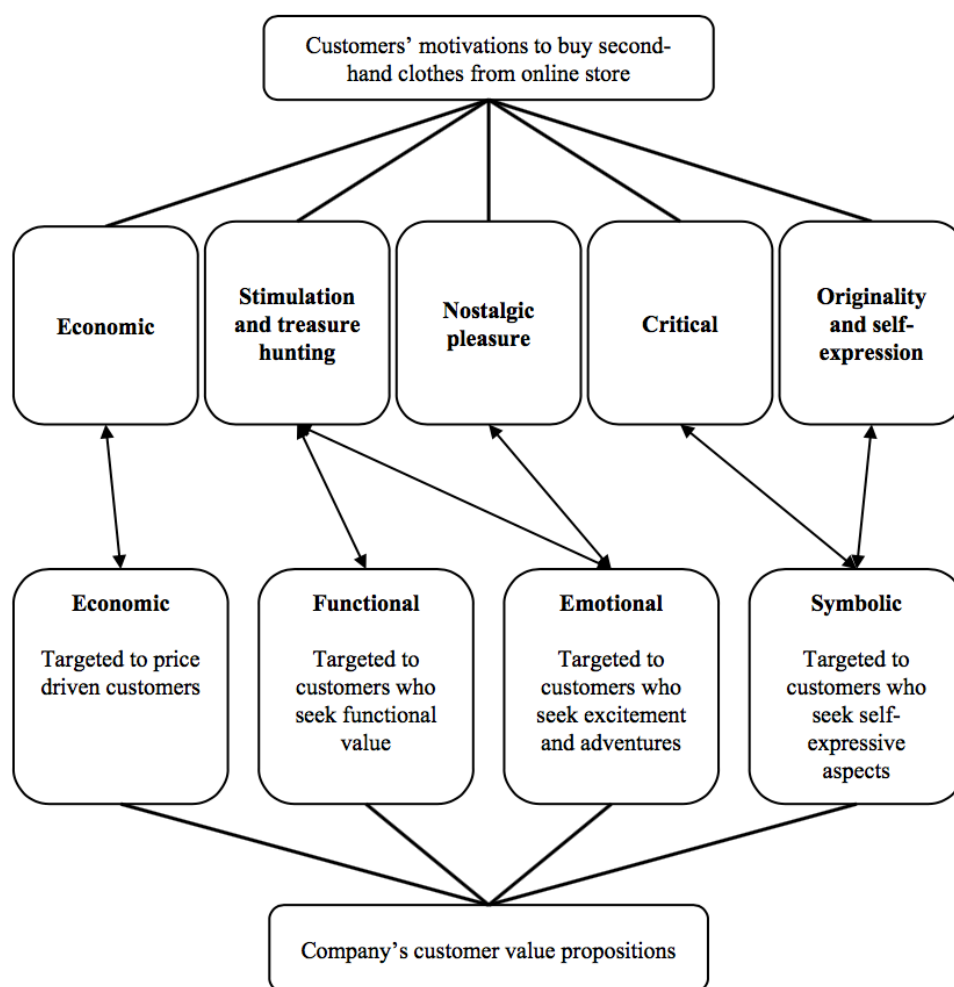 Customers’ motivations to buy second-
hand clothes from online store
Economic
Stimulation
and treasure
hunting
Nostalgic
pleasure
Critical
Originality
and self-
expression
Economic
Targeted to price
driven customers
Functional
Targeted to
customers who
seek functional
value
Emotional
Targeted to
customers who
seek excitement
and adventures
Symbolic
Targeted to
customers who
seek self-
expressive
aspects
Company’s customer value propositions